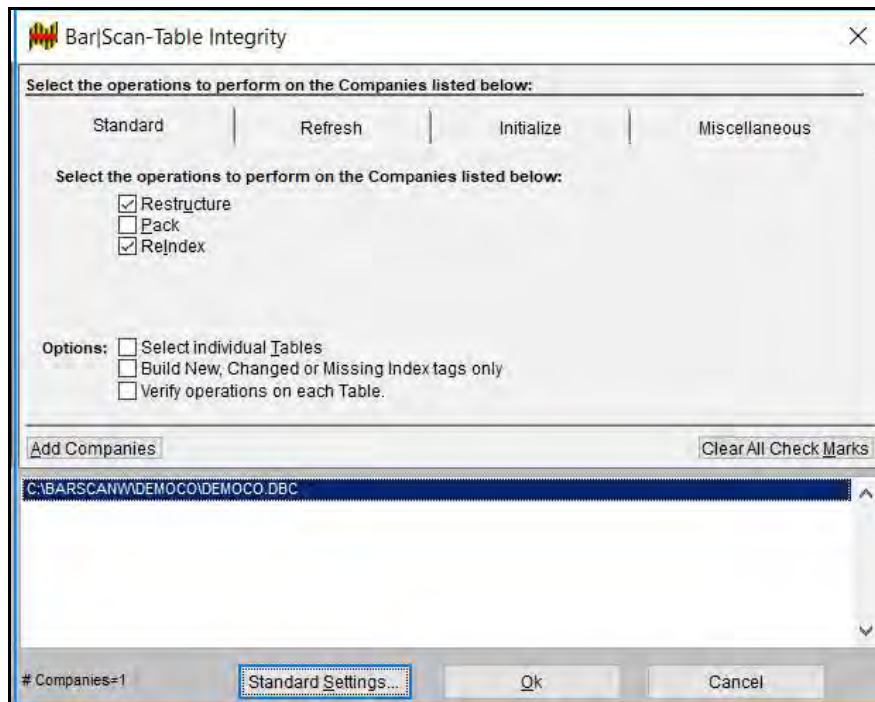 Bar|Scan-Table Integrity
Select the operations to perform on the Companies listed below:
Standard Refresh Initialize Miscellaneous
Select the operations to perform on the Companies listed below:
Restructure
Pack
ReIndex
Options: Select individual Tables
Build New, Changed or Missing Index tags only
Verify operations on each Table.
Add Companies Clear All Check Marks
C:\BARSCANW\DEMOCO\DEMOCO.DBC
# Companies=1 Standard Settings... Ok Cancel